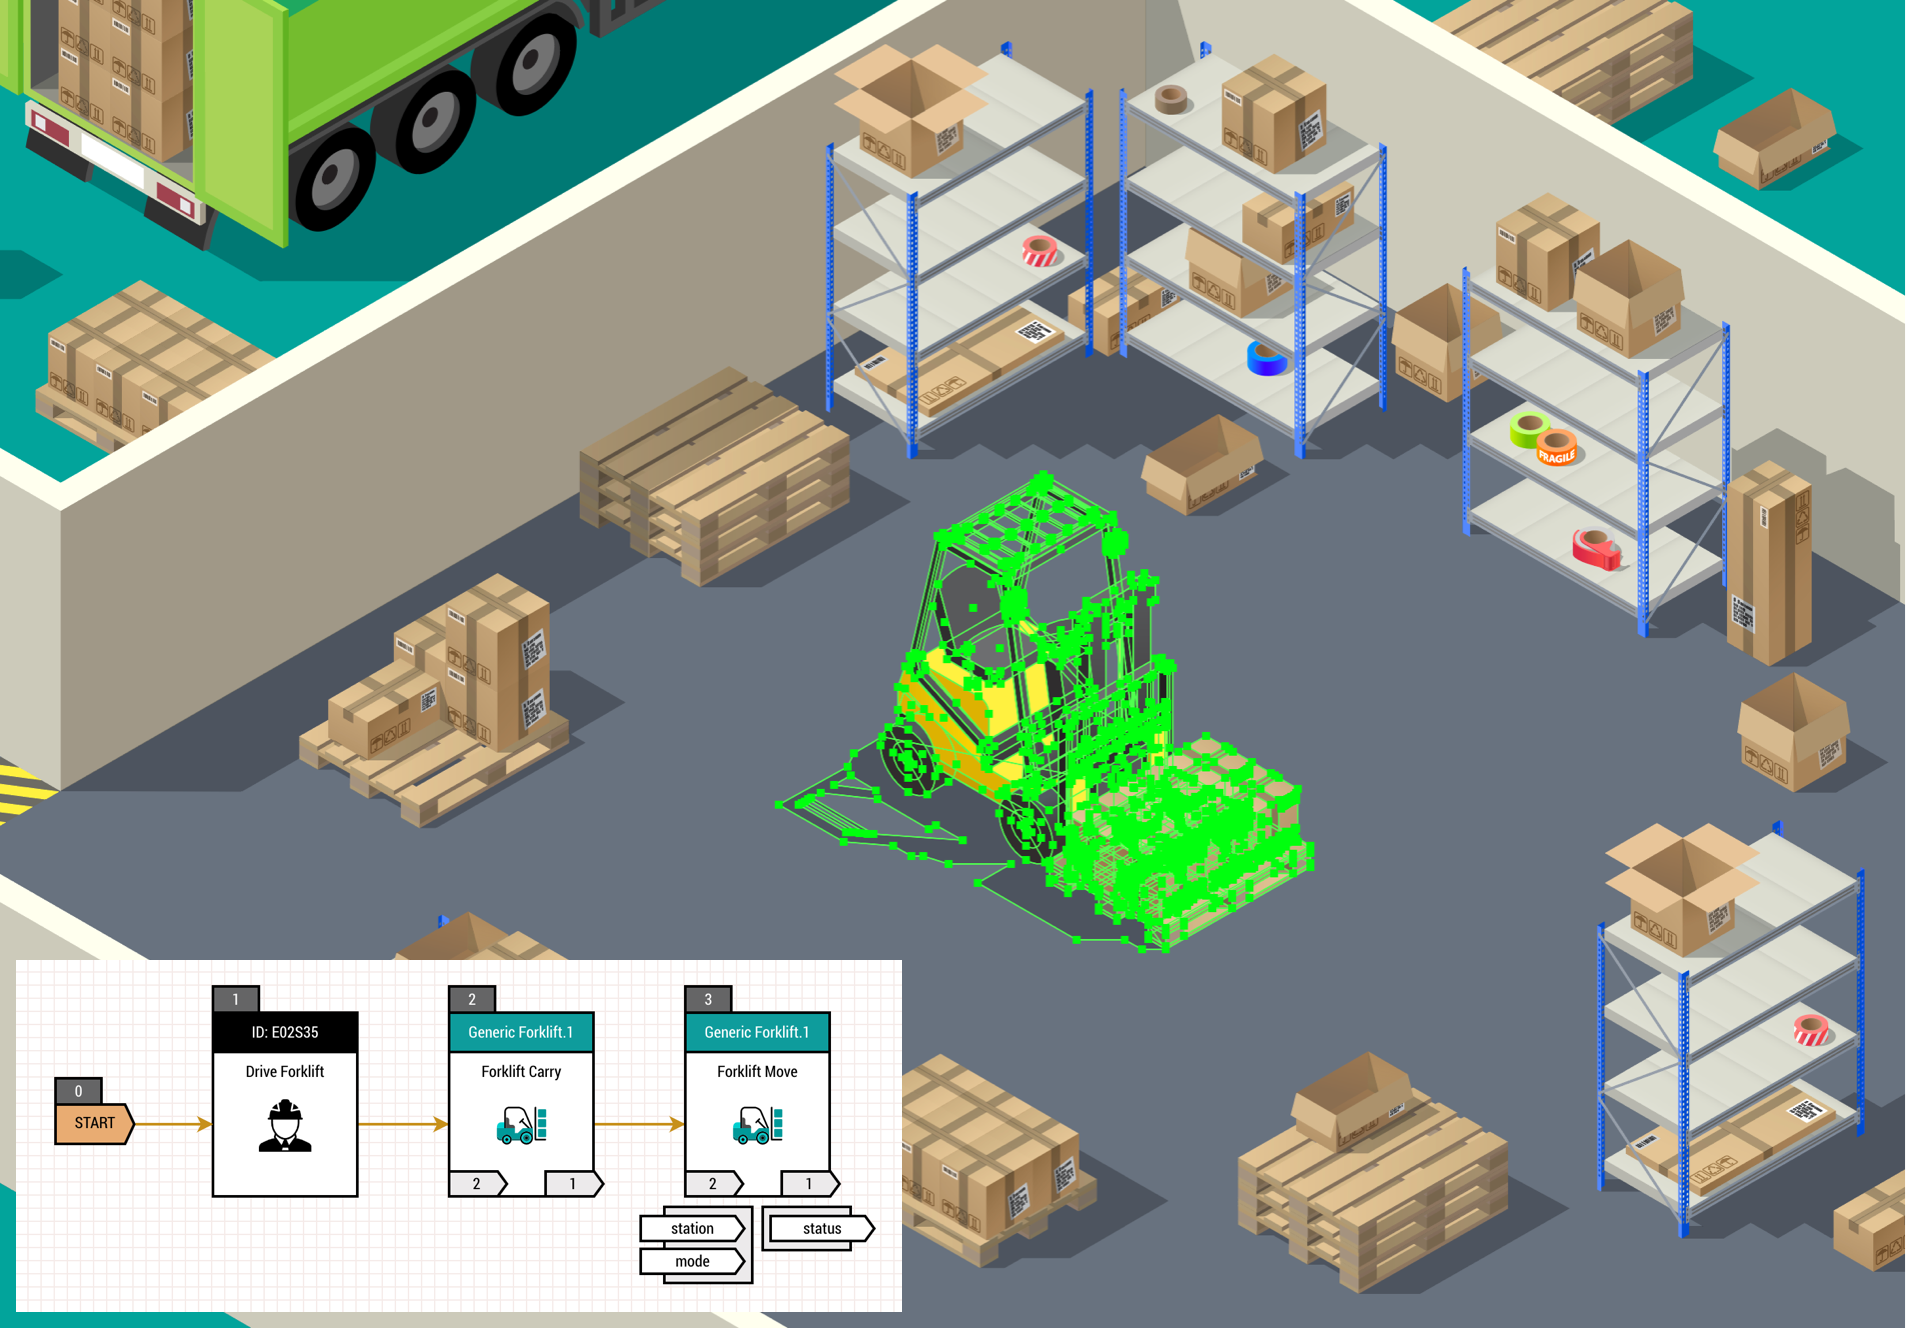 FRAGILE
1
2
3
ID: E02S35
Generic Forklift.1
Generic Forklift.1
Drive Forklift
Forklift Carry
Forklift Move
0
START
2
1
2
1
station
status
mode